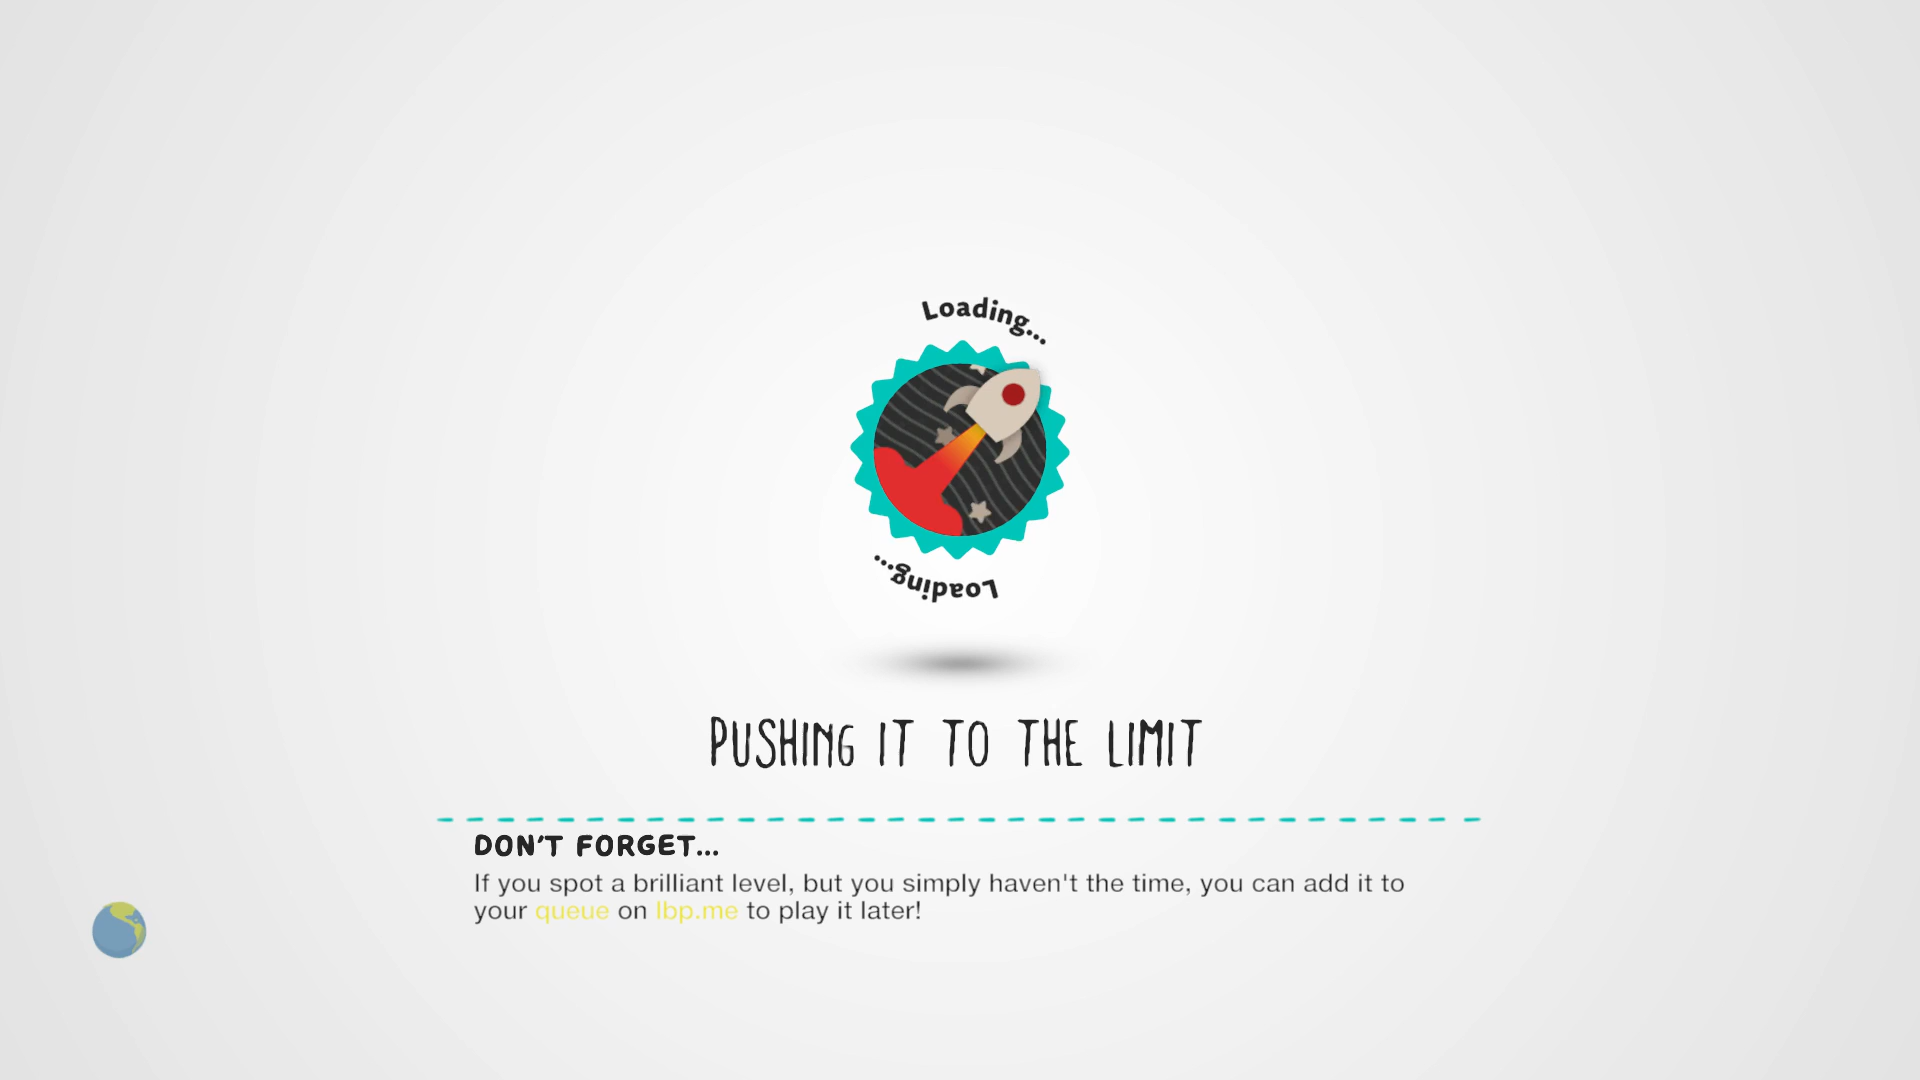 Loading...
Loading...
PUSHING IT TO THE LIMIT
DON'T FORGET...
If you spot a brilliant level, but you simply haven't the time, you can add it to
your queue on lbp.me to play it later!